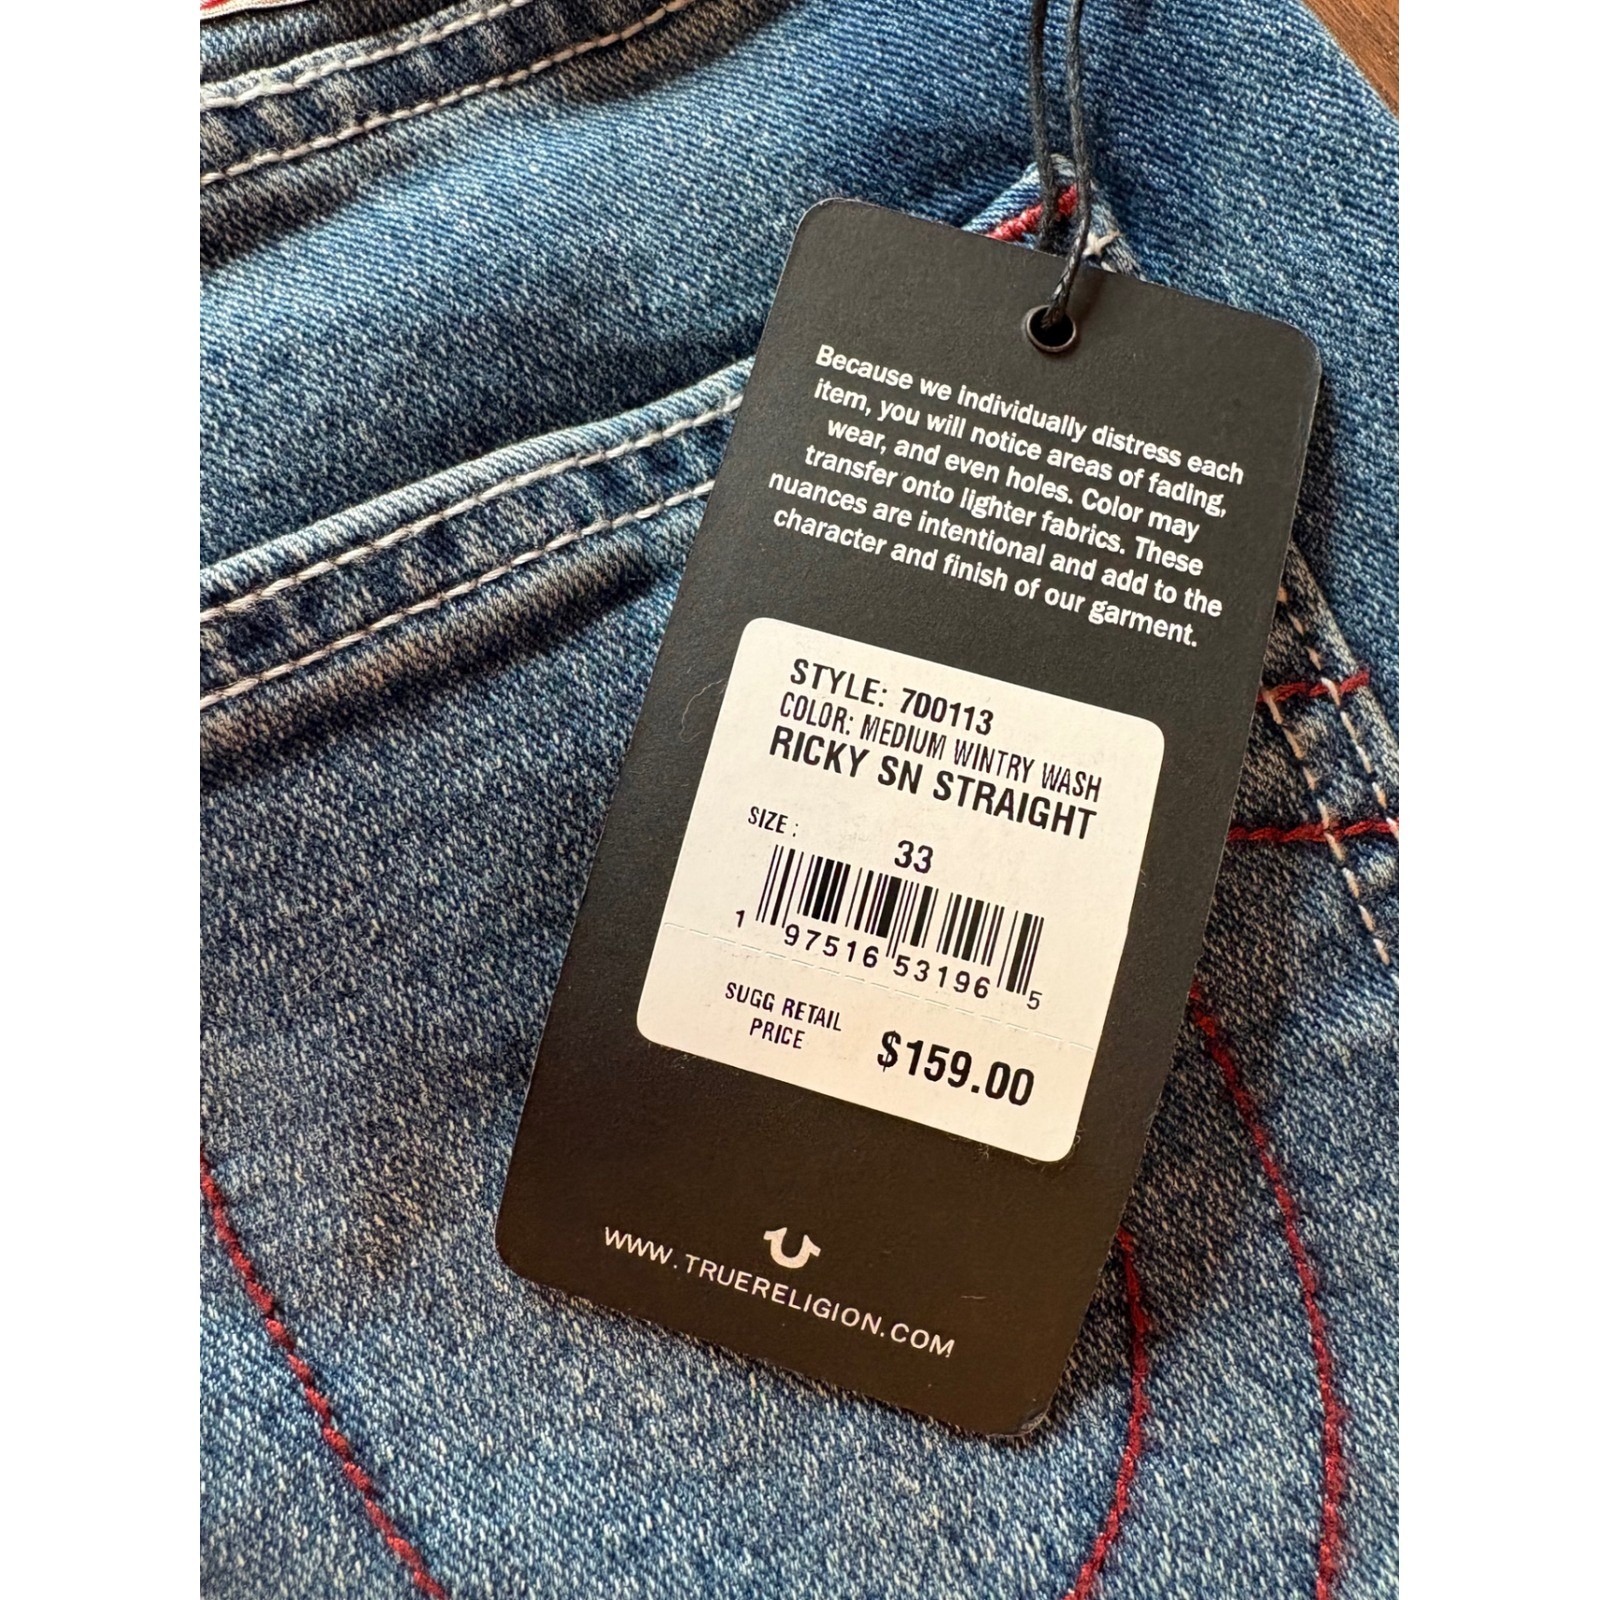 Because we individually distress each
item, you will notice areas of fading,
wear, and even holes. Color may
transfer onto lighter fabrics. These
nuances are intentional and add to the
character and finish of our garment.
STYLE: 700113
COLOR: MEDIUM WINTRY WASH
RICKY SN STRAIGHT
SIZE : 33
1 97516 53196 5
SUGG RETAIL
PRICE $159.00
WWW.TRUERELIGION.COM